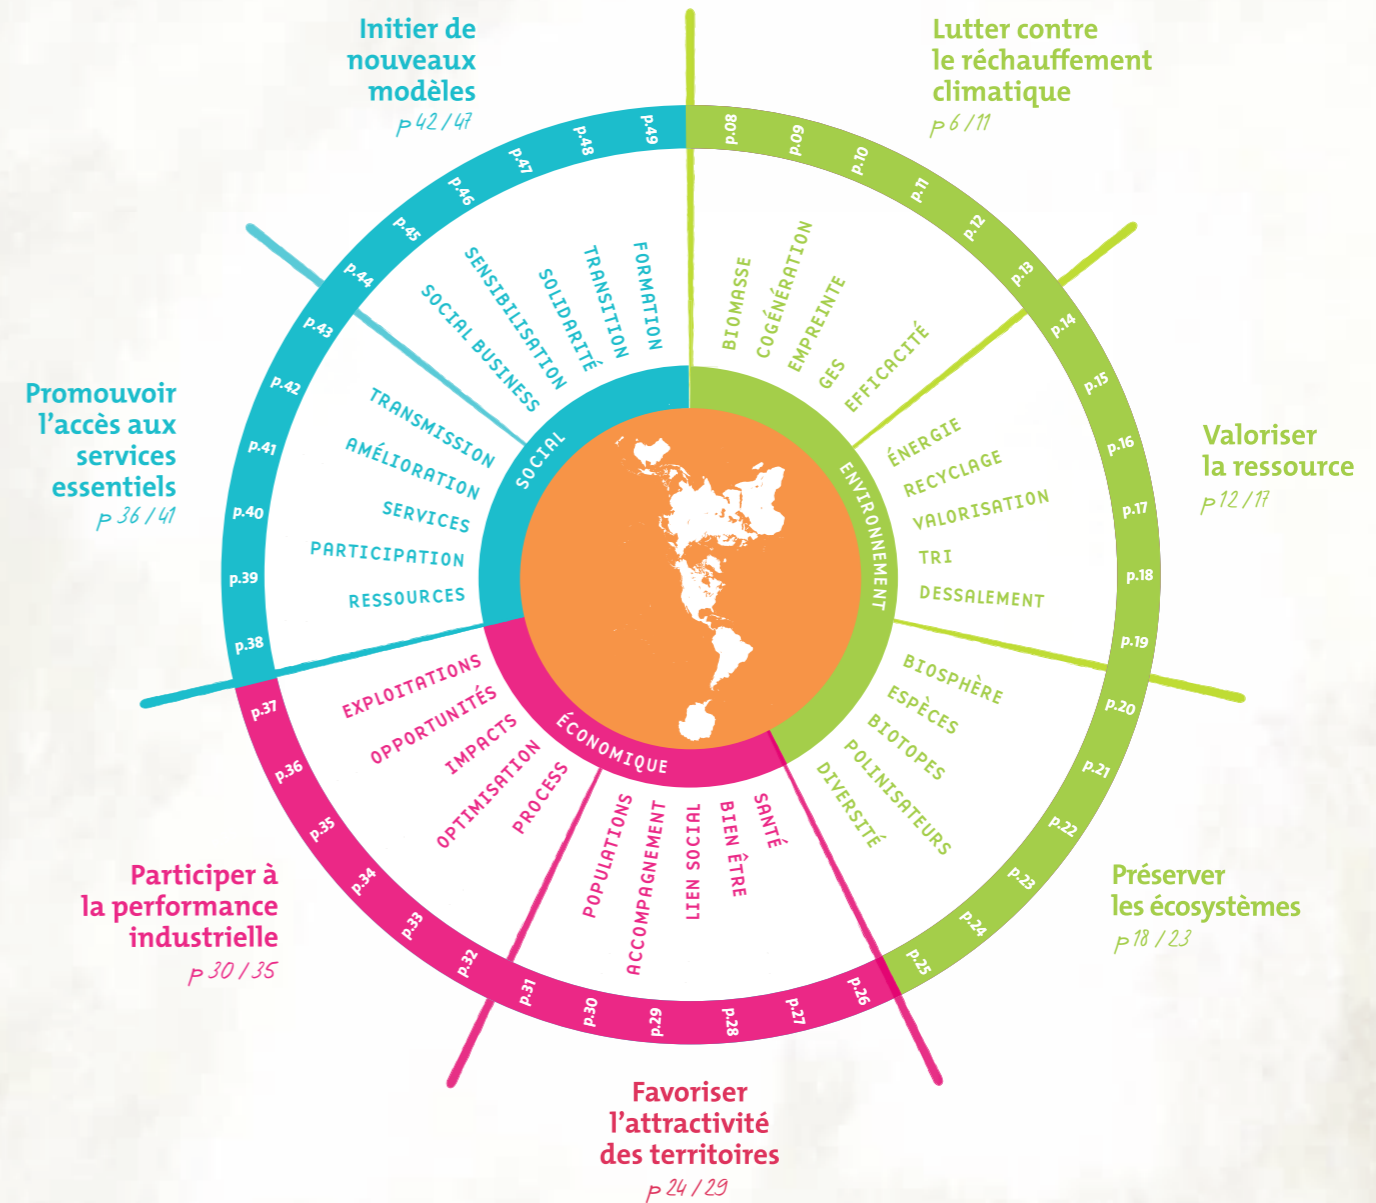 Initier de
nouveaux
modèles
p 42 / 47
Lutter contre
le réchauffement
climatique
p 6 / 11
Valoriser
la ressource
p 12 / 17
Préserver
les écosystèmes
p 18 / 23
Favoriser
l'attractivité
des territoires
p 24 / 29
Participer à
la performance
industrielle
p 30 / 35
Promouvoir
l'accès aux
services
essentiels
p 36 / 41
p.08
p.09
p.10
p.11
p.12
p.13
p.14
p.15
p.16
p.17
p.18
p.19
p.20
p.21
p.22
p.23
p.24
p.25
p.26
p.27
p.28
p.29
p.30
p.31
p.32
p.33
p.34
p.35
p.36
p.37
p.38
p.39
p.40
p.41
p.42
p.43
p.44
p.45
p.46
p.47
p.48
p.49
BIOMASSE
COGÉNÉRATION
EMPREINTE
GES
EFFICACITÉ
ÉNERGIE
RECYCLAGE
VALORISATION
TRI
DESSALEMENT
BIOSPHÈRE
ESPÈCES
BIOTOPES
POLINISATEURS
DIVERSITÉ
SANTÉ
BIEN ÊTRE
LIEN SOCIAL
ACCOMPAGNEMENT
POPULATIONS
PROCESS
OPTIMISATION
IMPACTS
OPPORTUNITÉS
EXPLOITATIONS
RESSOURCES
PARTICIPATION
SERVICES
AMÉLIORATION
TRANSMISSION
SOCIAL BUSINESS
SENSIBILISATION
SOLIDARITÉ
TRANSITION
FORMATION
ENVIRONNEMENT
ÉCONOMIQUE
SOCIAL